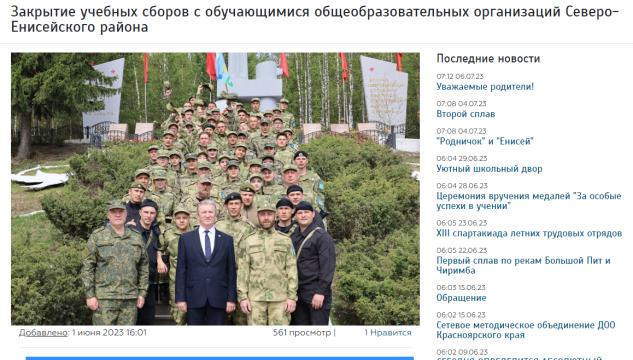 Закрытие учебных сборов с обучающимися общеобразовательных организаций Северо-
Енисейского района
Добавлено: 1 июня 2023 16:01
561 просмотр |
1 Нравится
Последние новости
07:12 06.07.23
Уважаемые родители!
07:08 04.07.23
Второй сплав
07:08 04.07.23
"Родничок" и "Енисей"
06:04 29.06.23
Уютный школьный двор
06:04 28.06.23
Церемония вручения медалей "За особые
успехи в учении"
06:05 23.06.23
XIII спартакиада летних трудовых отрядов
06:05 22.06.23
Первый сплав по рекам Большой Пит и
Чиримба
06:03 15.06.23
Обращение
06:02 15.06.23
Сетевое методическое объединение ДОО
Красноярского края
06:02 09.06.23